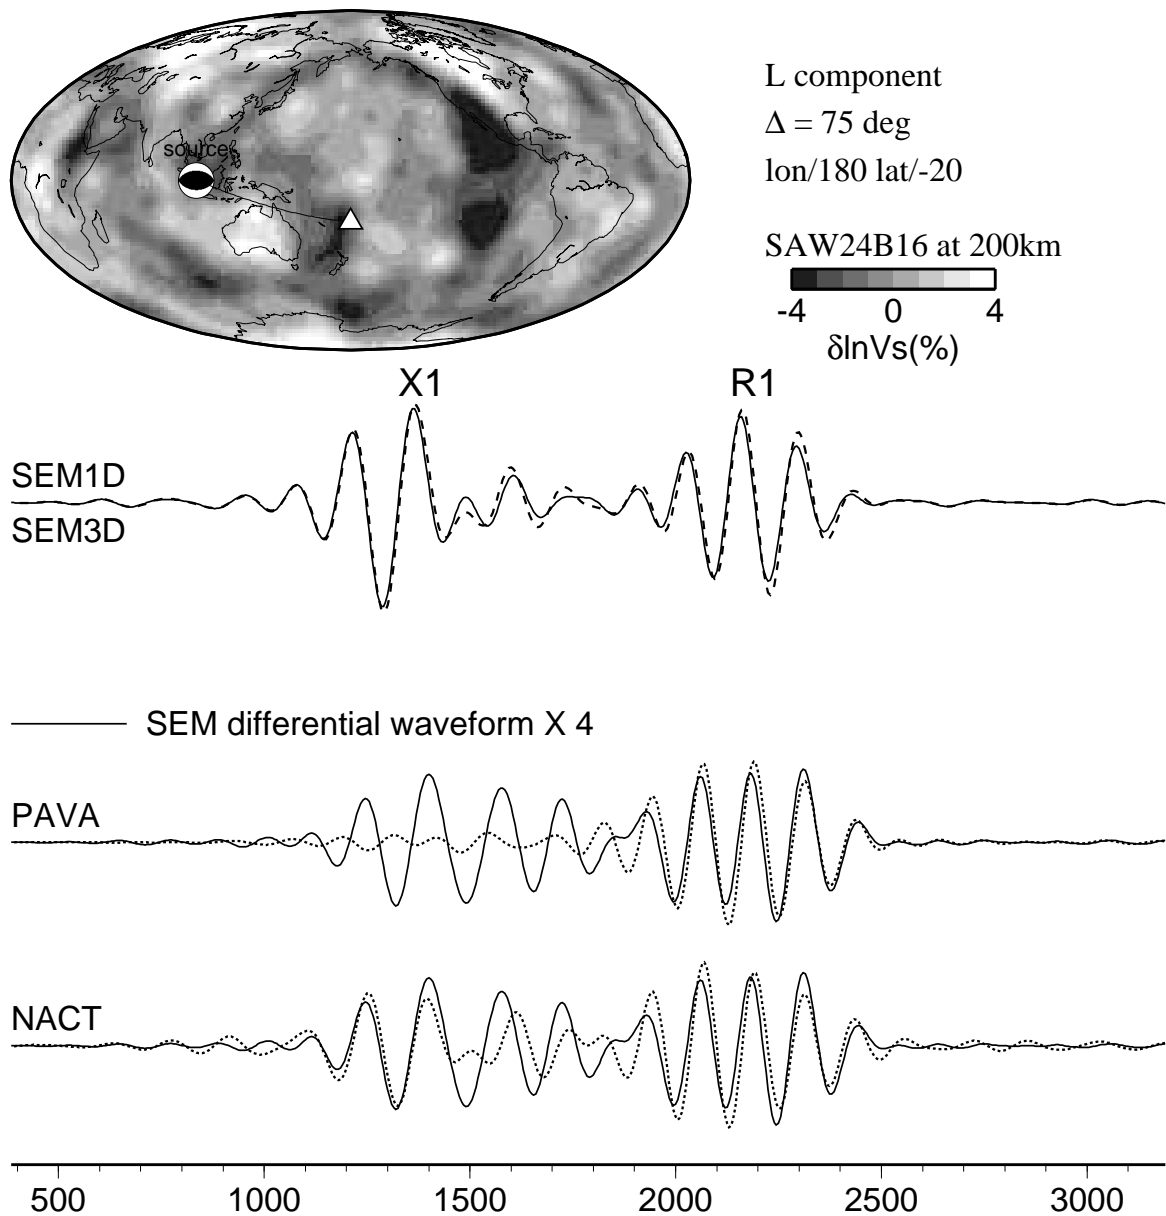 source
L component
Δ = 75 deg
lon/180 lat/-20
SAW24B16 at 200km
-4 0 4
δlnVs(%)
X1 R1
SEM1D
SEM3D
SEM differential waveform X 4
PAVA
NACT
500 1000 1500 2000 2500 3000